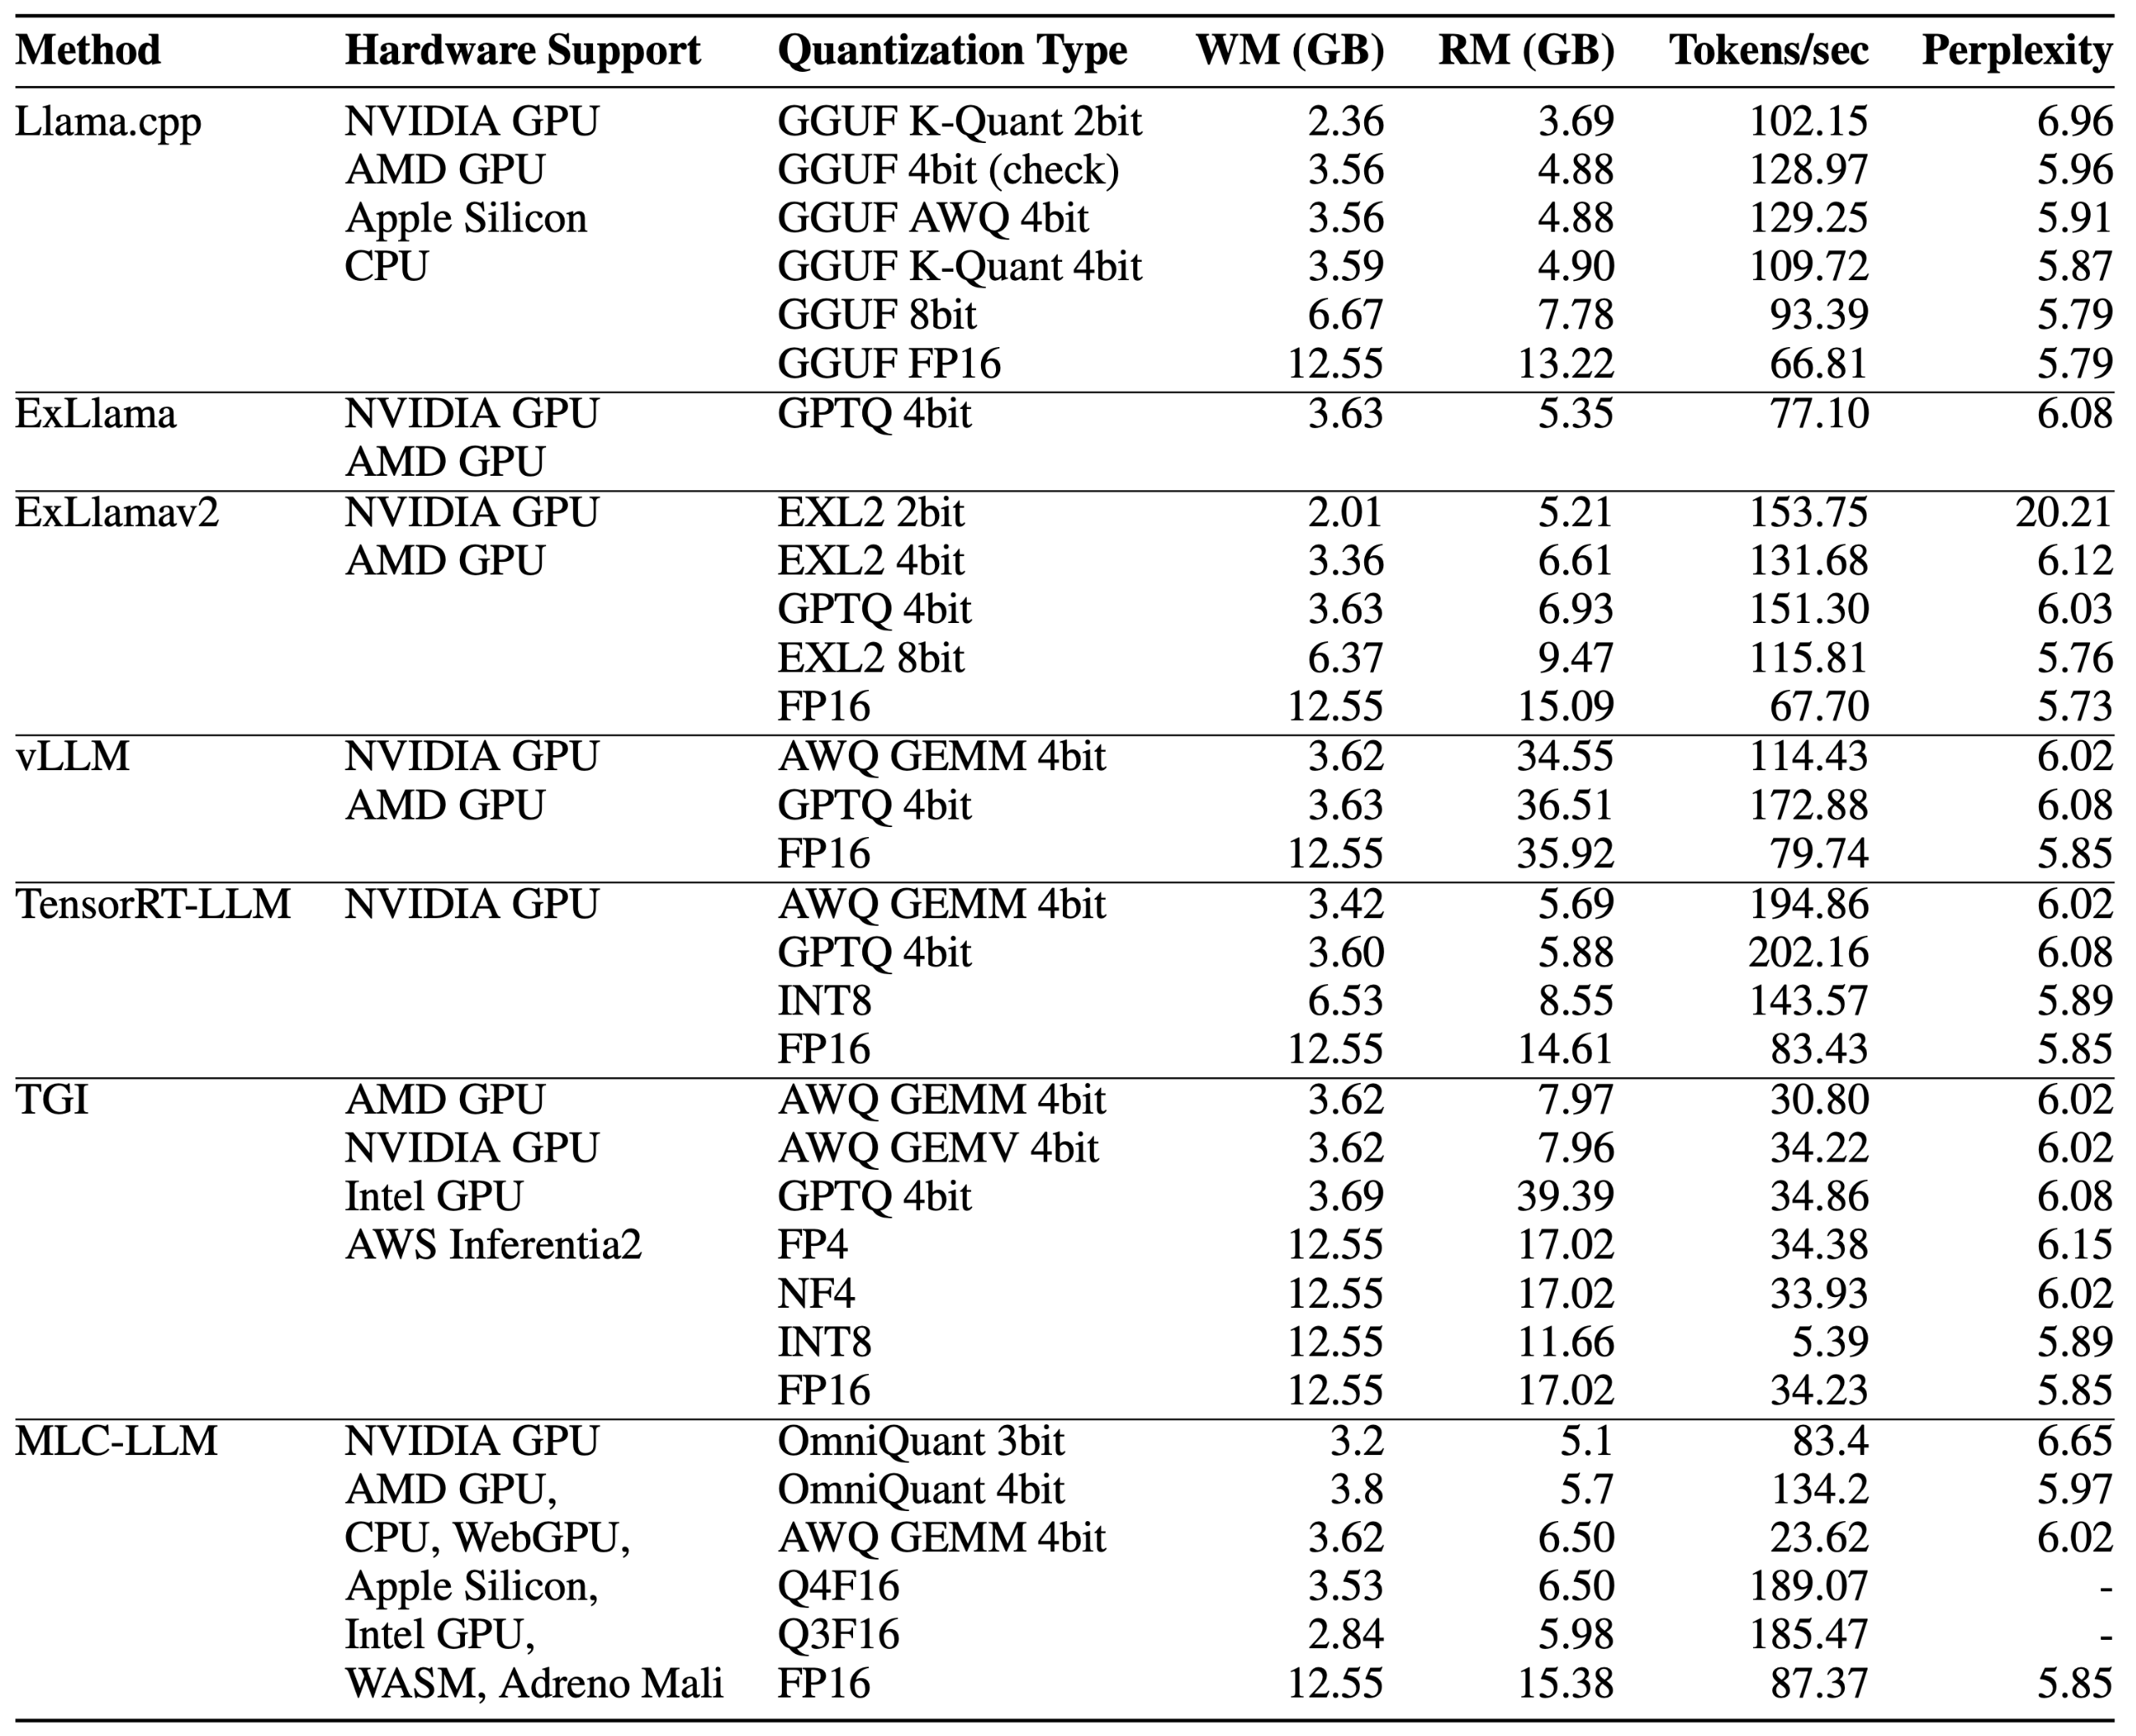 Method Hardware Support Quantization Type WM (GB) RM (GB) Tokens/sec Perplexity
Llama.cpp NVIDIA GPU GGUF K-Quant 2bit 2.36 3.69 102.15 6.96
AMD GPU GGUF 4bit (check) 3.56 4.88 128.97 5.96
Apple Silicon GGUF AWQ 4bit 3.56 4.88 129.25 5.91
CPU GGUF K-Quant 4bit 3.59 4.90 109.72 5.87
GGUF 8bit 6.67 7.78 93.39 5.79
GGUF FP16 12.55 13.22 66.81 5.79
ExLlama NVIDIA GPU GPTQ 4bit 3.63 5.35 77.10 6.08
AMD GPU
ExLlamav2 NVIDIA GPU EXL2 2bit 2.01 5.21 153.75 20.21
AMD GPU EXL2 4bit 3.36 6.61 131.68 6.12
GPTQ 4bit 3.63 6.93 151.30 6.03
EXL2 8bit 6.37 9.47 115.81 5.76
FP16 12.55 15.09 67.70 5.73
vLLM NVIDIA GPU AWQ GEMM 4bit 3.62 34.55 114.43 6.02
AMD GPU GPTQ 4bit 3.63 36.51 172.88 6.08
FP16 12.55 35.92 79.74 5.85
TensorRT-LLM NVIDIA GPU AWQ GEMM 4bit 3.42 5.69 194.86 6.02
GPTQ 4bit 3.60 5.88 202.16 6.08
INT8 6.53 8.55 143.57 5.89
FP16 12.55 14.61 83.43 5.85
TGI AMD GPU AWQ GEMM 4bit 3.62 7.97 30.80 6.02
NVIDIA GPU AWQ GEMV 4bit 3.62 7.96 34.22 6.02
Intel GPU GPTQ 4bit 3.69 39.39 34.86 6.08
AWS Inferentia2 FP4 12.55 17.02 34.38 6.15
NF4 12.55 17.02 33.93 6.02
INT8 12.55 11.66 5.39 5.89
FP16 12.55 17.02 34.23 5.85
MLC-LLM NVIDIA GPU OmniQuant 3bit 3.2 5.1 83.4 6.65
AMD GPU, OmniQuant 4bit 3.8 5.7 134.2 5.97
CPU, WebGPU, AWQ GEMM 4bit 3.62 6.50 23.62 6.02
Apple Silicon, Q4F16 3.53 6.50 189.07 -
Intel GPU, Q3F16 2.84 5.98 185.47 -
WASM, Adreno Mali FP16 12.55 15.38 87.37 5.85